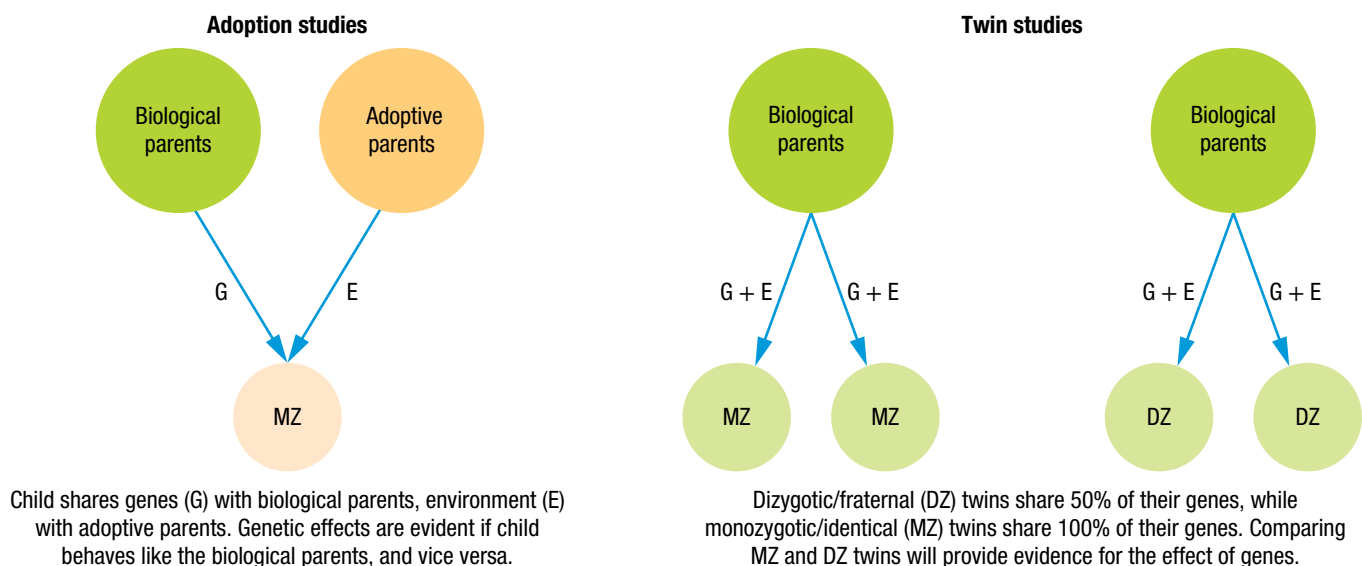 Adoption studies
Biological
parents
Adoptive
parents
G
E
MZ
Child shares genes (G) with biological parents, environment (E)
with adoptive parents. Genetic effects are evident if child
behaves like the biological parents, and vice versa.
Twin studies
Biological
parents
Biological
parents
G + E
G + E
G + E
G + E
MZ
MZ
DZ
DZ
Dizygotic/fraternal (DZ) twins share 50% of their genes, while
monozygotic/identical (MZ) twins share 100% of their genes. Comparing
MZ and DZ twins will provide evidence for the effect of genes.